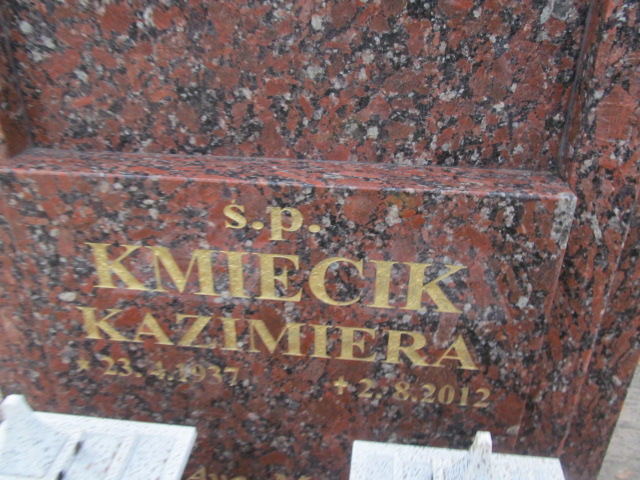 s.p.
KMIECIK
KAZIMIERA
* 23.4.1937 + 2.8.2012